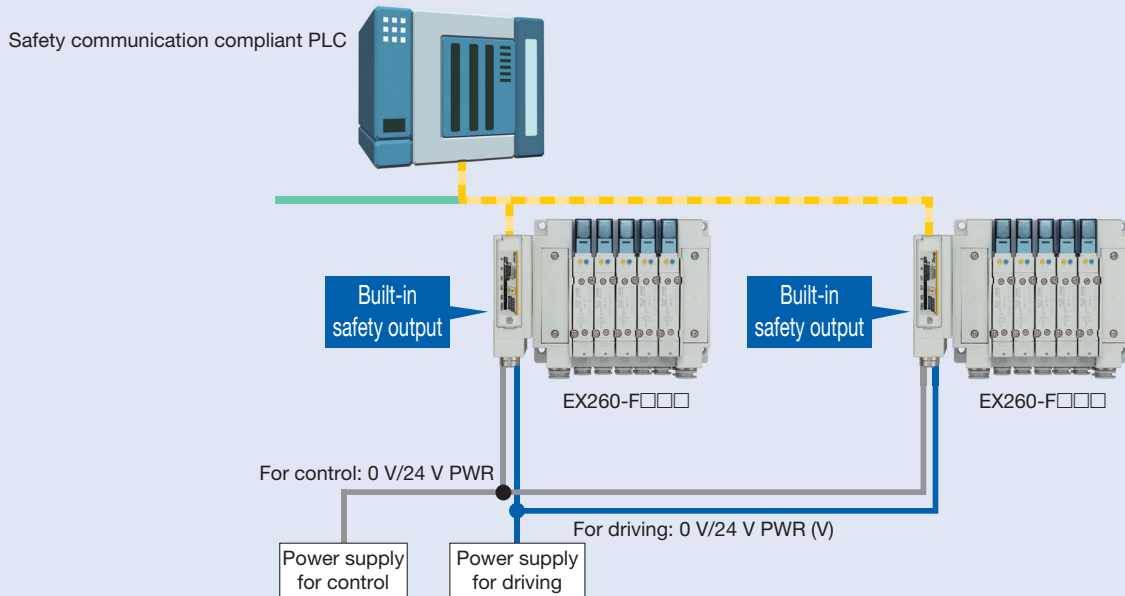 Safety communication compliant PLC
Built-in
safety output
Built-in
safety output
EX260-F□□□
EX260-F□□□
For control: 0 V/24 V PWR
For driving: 0 V/24 V PWR (V)
Power supply
for control
Power supply
for driving